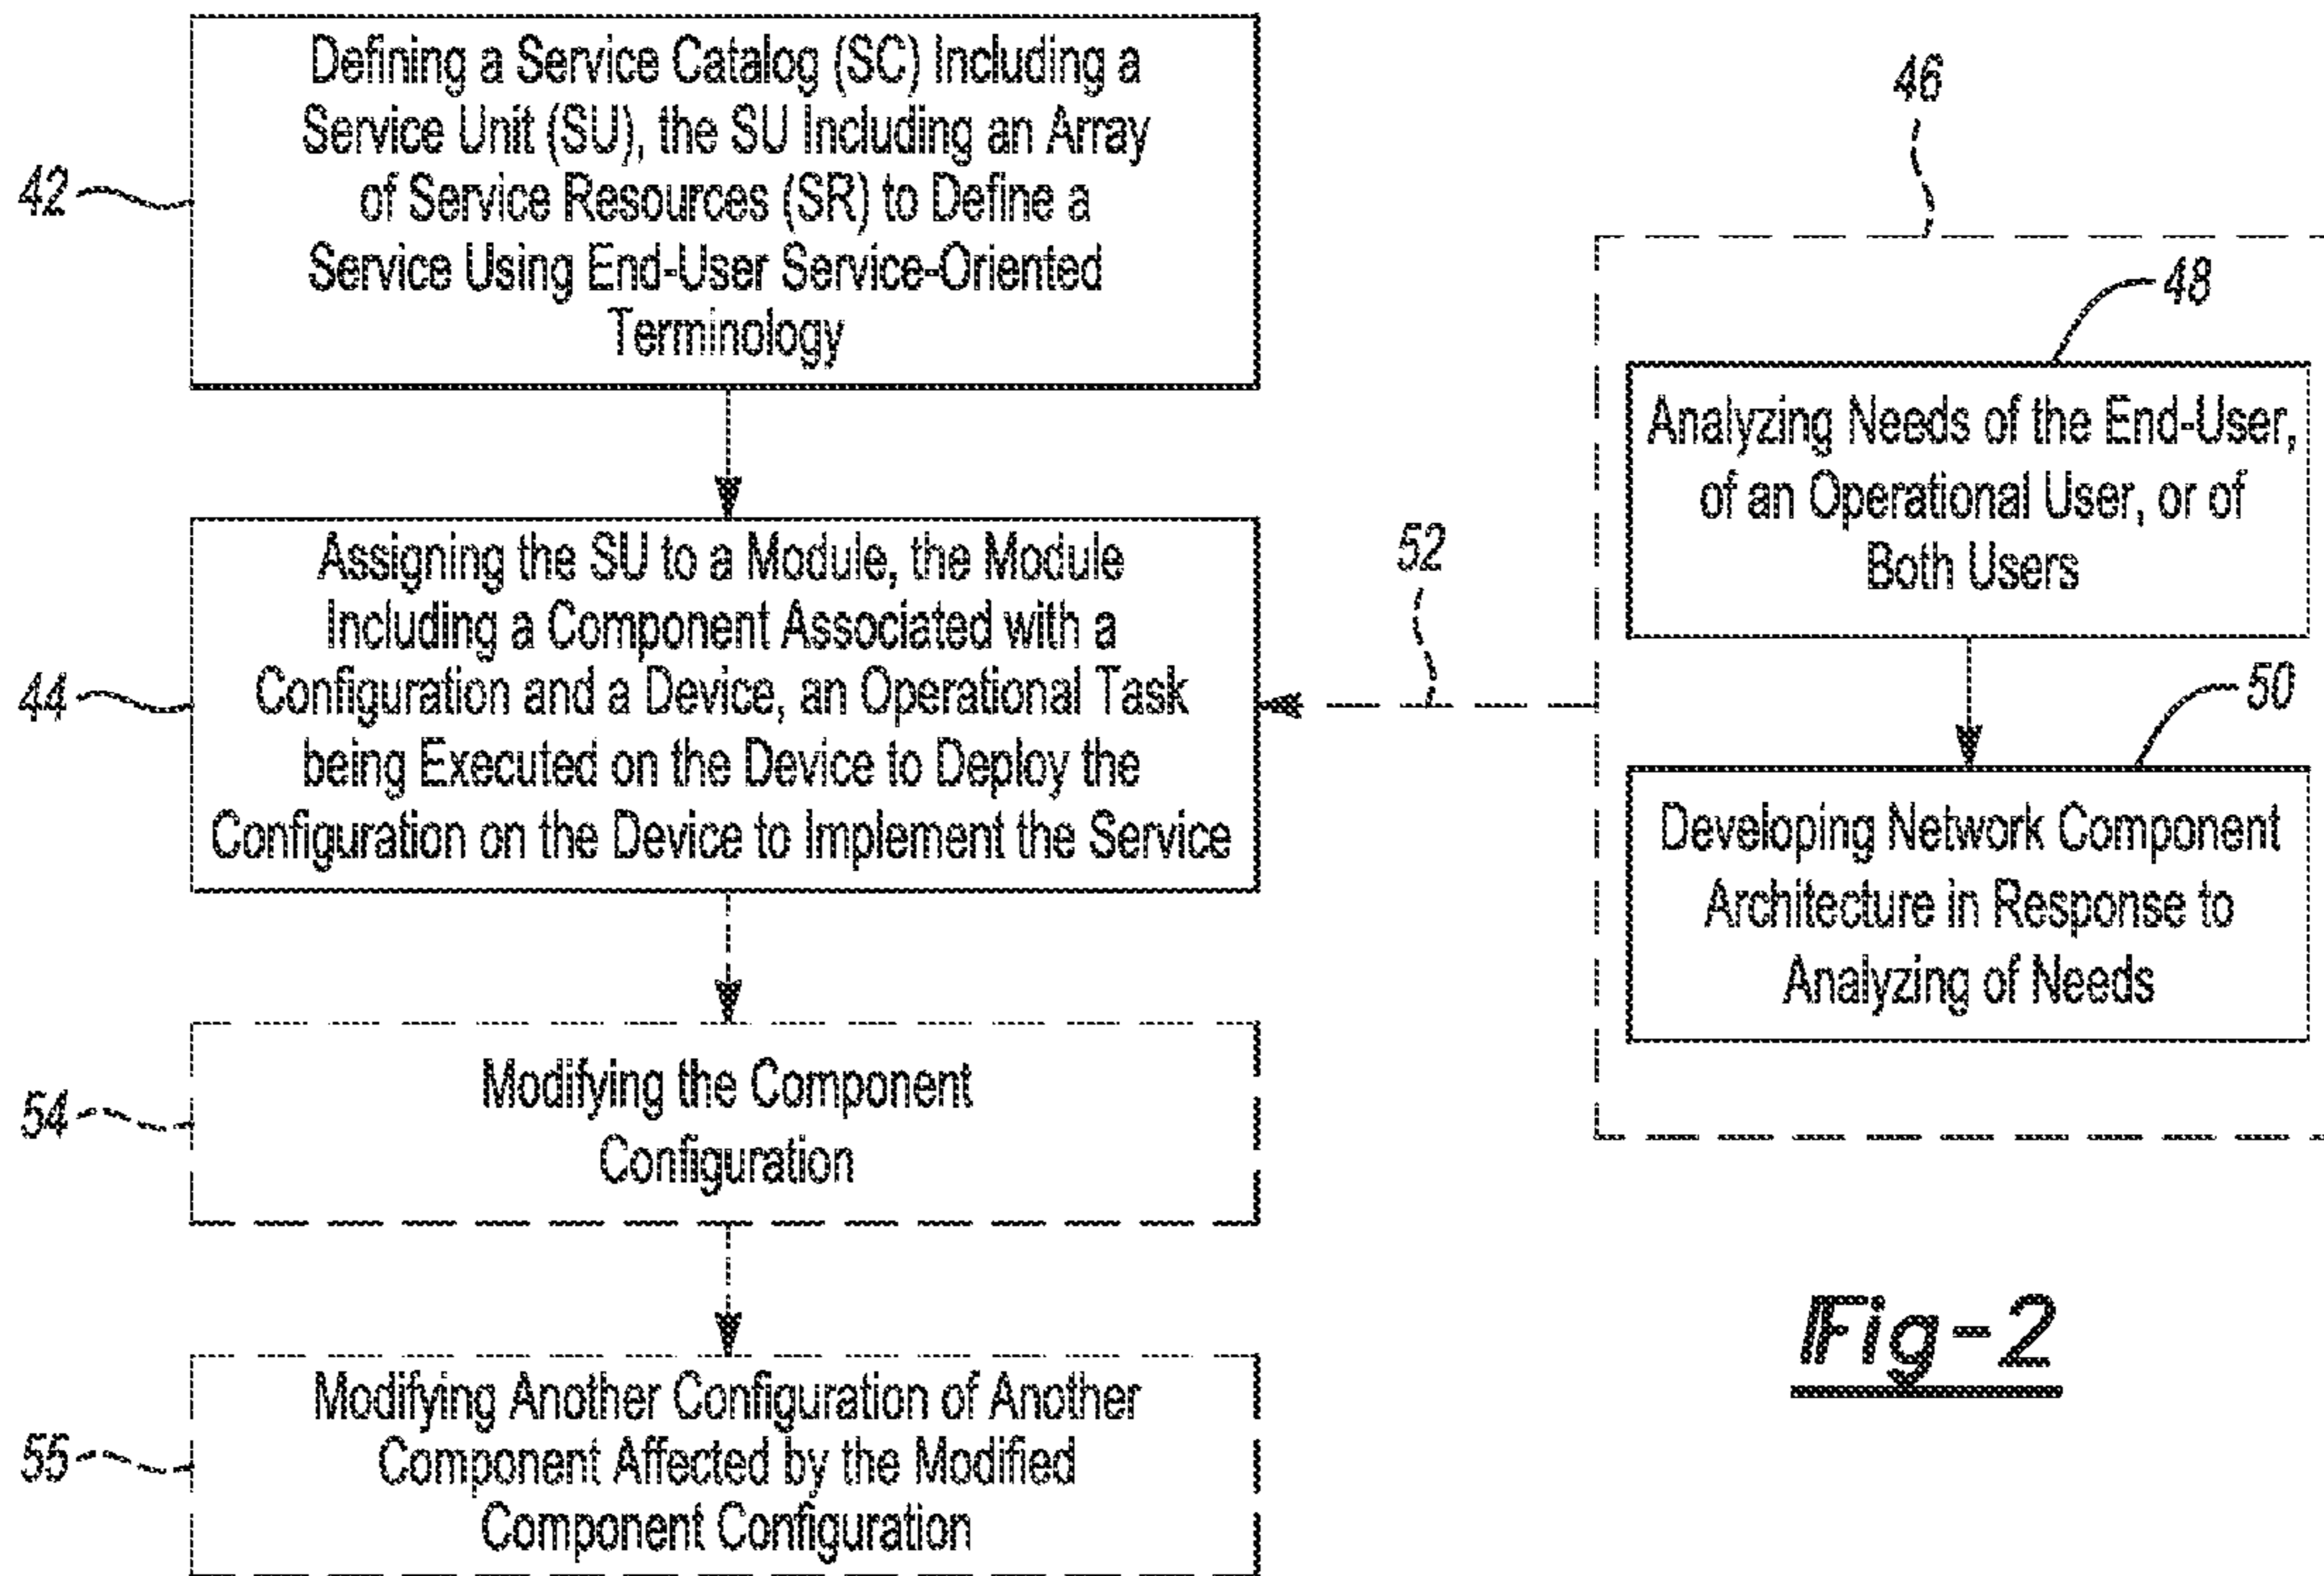 42
Defining a Service Catalog (SC) Including a
Service Unit (SU), the SU Including an Array
of Service Resources (SR) to Define a
Service Using End-User Service-Oriented
Terminology
44
Assigning the SU to a Module, the Module
Including a Component Associated with a
Configuration and a Device, an Operational Task
being Executed on the Device to Deploy the
Configuration on the Device to Implement the Service
54
Modifying the Component
Configuration
55
Modifying Another Configuration of Another
Component Affected by the Modified
Component Configuration
52
46
48
Analyzing Needs of the End-User,
of an Operational User, or of
Both Users
50
Developing Network Component
Architecture in Response to
Analyzing of Needs
Fig-2